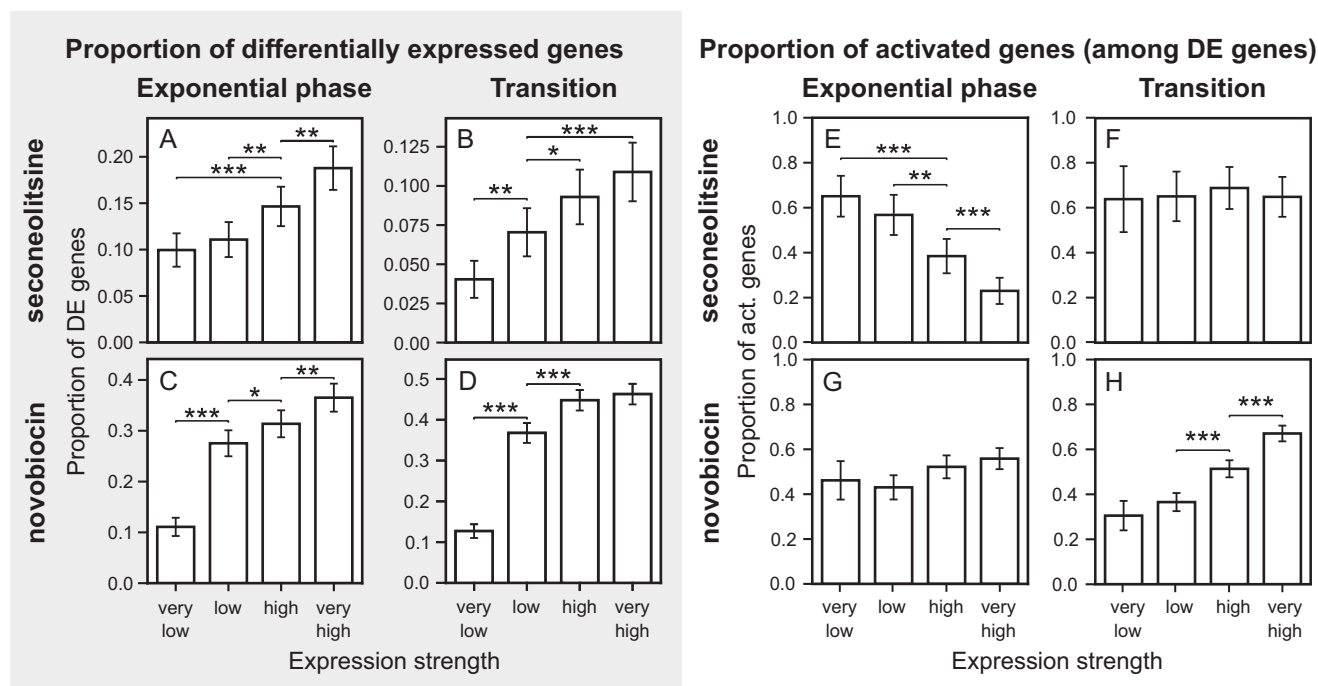 Proportion of differentially expressed genes
Exponential phase
Transition
Proportion of activated genes (among DE genes)
Exponential phase
Transition
seconeolitsine
novobiocin
Proportion of DE genes
A
0.20
0.15
0.10
0.05
0.00
***
**
**
B
0.125
0.100
0.075
0.050
0.025
0.00
**
*
***
C
0.4
0.3
0.2
0.1
0.0
***
*
**
very low
low
high
very high
D
0.5
0.4
0.3
0.2
0.1
0.0
***
***
very low
low
high
very high
Expression strength
seconeolitsine
novobiocin
Proportion of act. genes
E
1.0
0.8
0.6
0.4
0.2
0.0
***
**
***
F
1.0
0.8
0.6
0.4
0.2
0.0
G
1.0
0.8
0.6
0.4
0.2
0.0
very low
low
high
very high
H
1.0
0.8
0.6
0.4
0.2
0.0
***
***
very low
low
high
very high
Expression strength